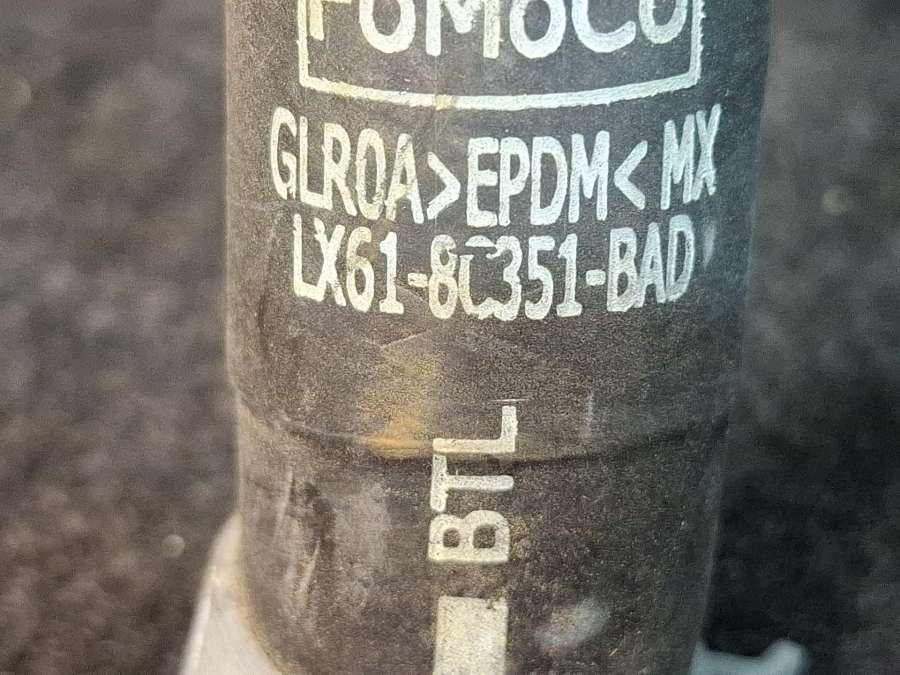 FoMoCo
GLR0A>EPDM< MX
LX61-8C351-BAD
BTL